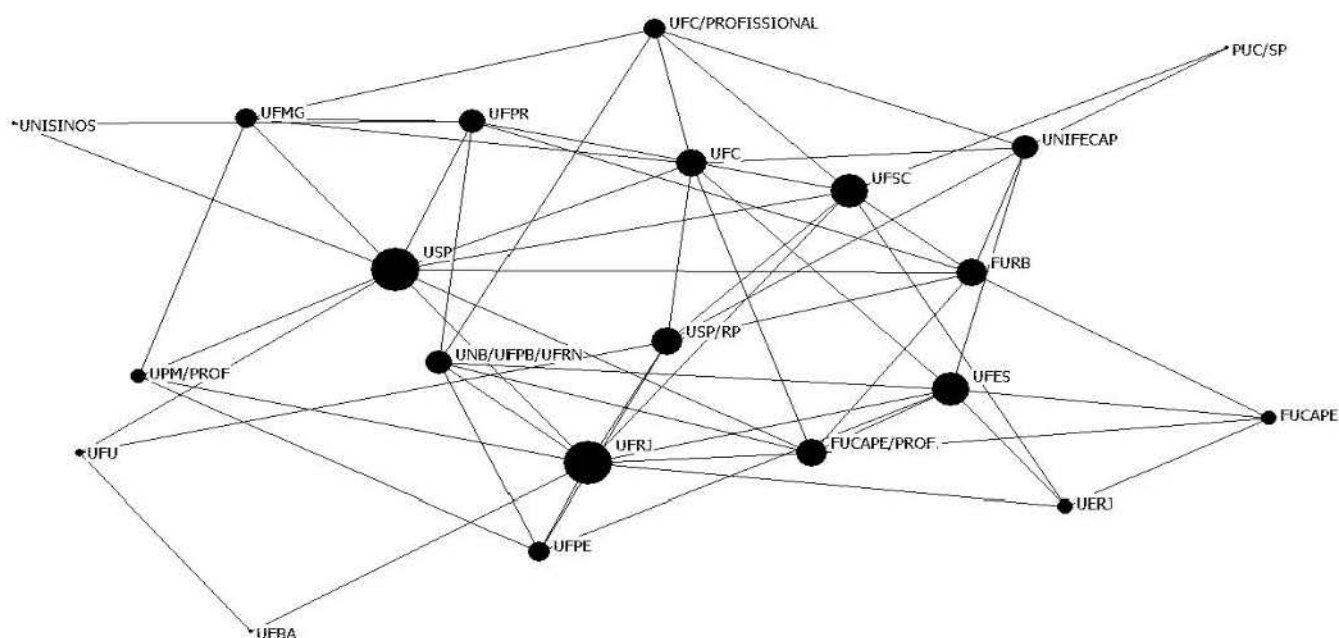 UFC/PROFISSIONAL
PUC/SP
UFMG
UFPR
UNISINOS
UNIFECAP
UFC
UFSC
USP
FURB
USP/RP
UNB/UFPB/UFRN
UPM/PROF
UFES
FUCAPE
UFRJ
FUCAPE/PROF.
UFU
UERJ
UFPE
UFBA